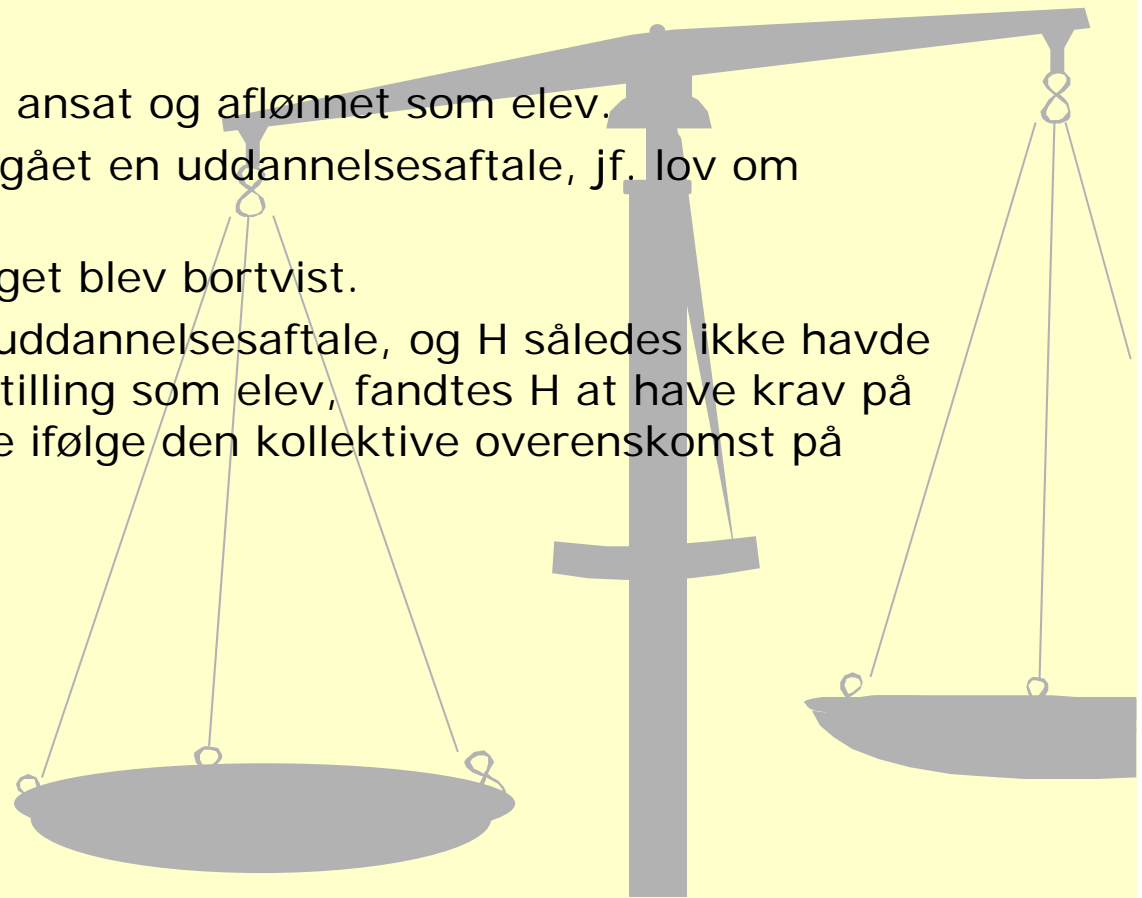 ansat og aflønnet som elev.
gået en uddannelsesaftale, jf. lov om
get blev bortvist.
uddannelsesaftale, og H således ikke havde
tilling som elev, fandtes H at have krav på
e ifølge den kollektive overenskomst på